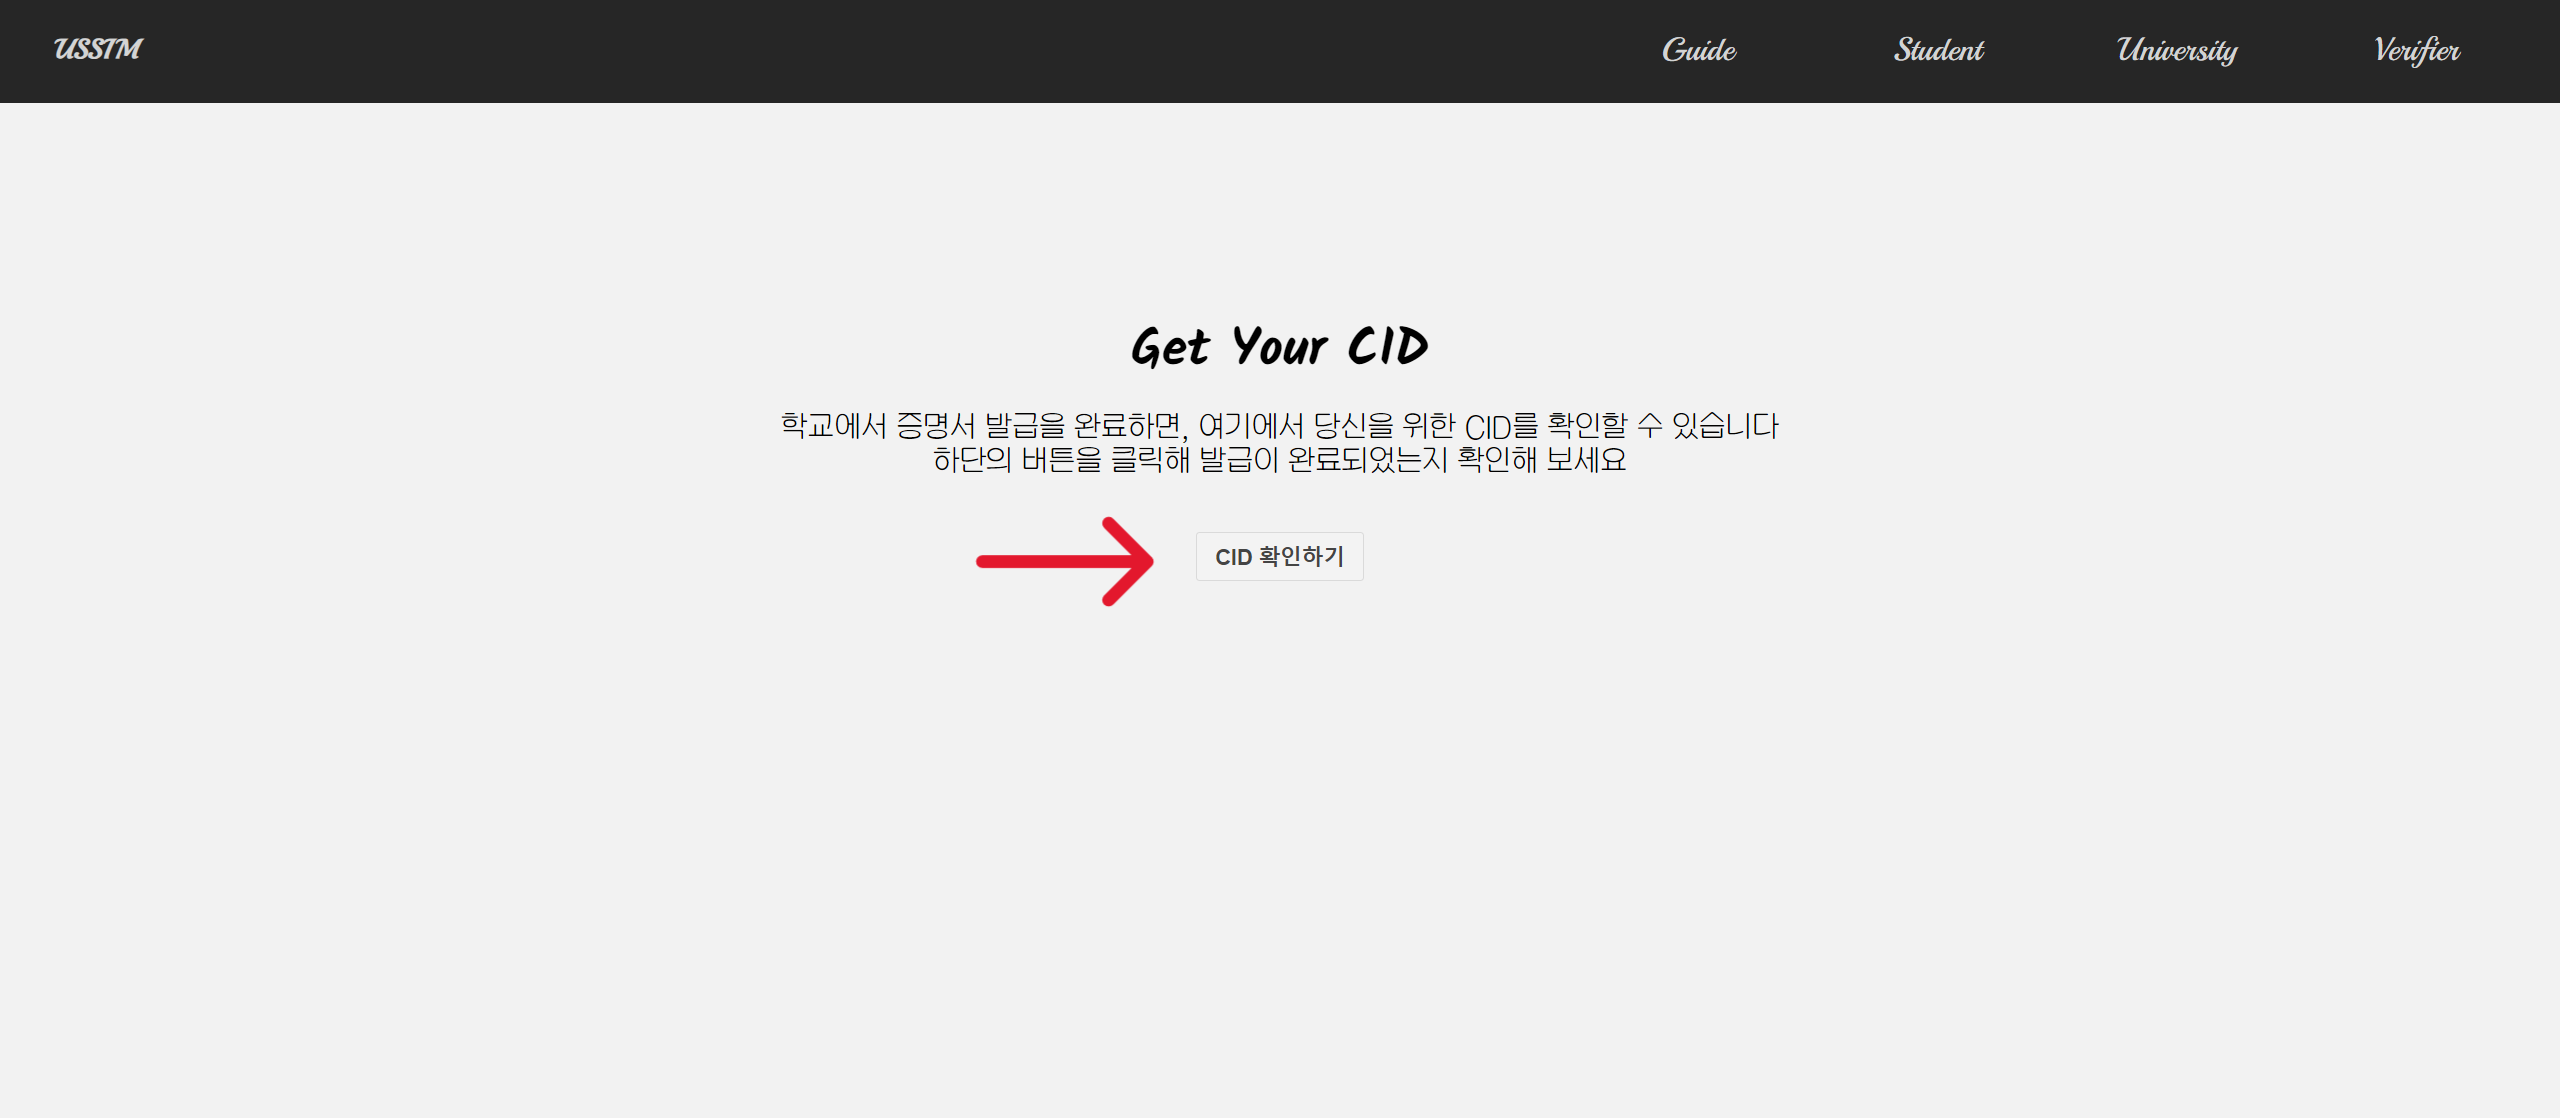 USSTM
Guide
Student
University
Verifier
Get Your CID
학교에서 증명서 발급을 완료하면, 여기에서 당신을 위한 CID를 확인할 수 있습니다
하단의 버튼을 클릭해 발급이 완료되었는지 확인해 보세요
CID 확인하기